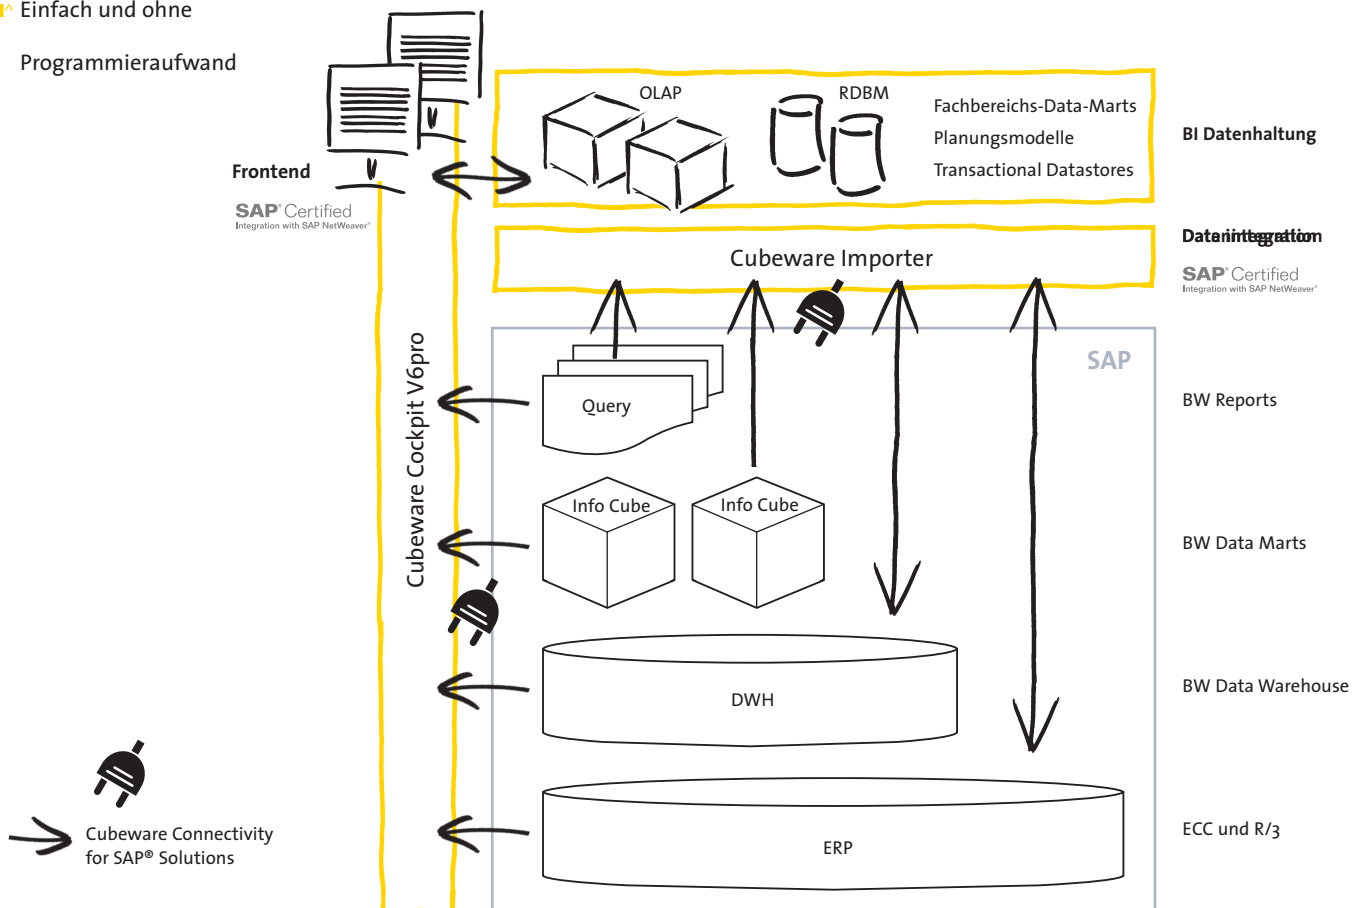 Einfach und ohne
Programmieraufwand
OLAP
RDBM
Fachbereichs-Data-Marts
Planungsmodelle
Transactional Datastores
BI Datenhaltung
Frontend
SAP® Certified
Integration with SAP NetWeaver®
Cubeware Importer
Datenintegration
SAP® Certified
Integration with SAP NetWeaver®
SAP
Cubeware Cockpit V6pro
Query
BW Reports
Info Cube
Info Cube
BW Data Marts
DWH
BW Data Warehouse
ERP
ECC und R/3
Cubeware Connectivity
for SAP® Solutions